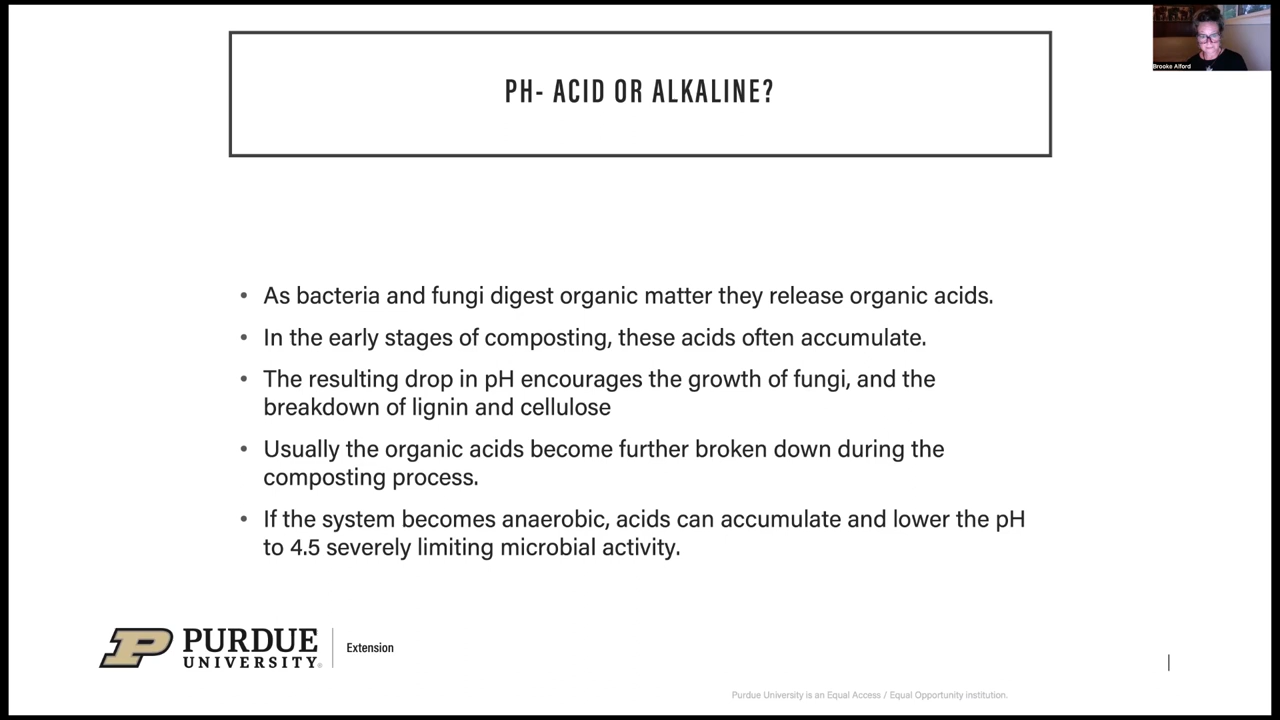 Brooke Alford
PH- ACID OR ALKALINE?
• As bacteria and fungi digest organic matter they release organic acids.
• In the early stages of composting, these acids often accumulate.
• The resulting drop in pH encourages the growth of fungi, and the
breakdown of lignin and cellulose
• Usually the organic acids become further broken down during the
composting process.
• If the system becomes anaerobic, acids can accumulate and lower the pH
to 4.5 severely limiting microbial activity.
PURDUE
UNIVERSITY®
Extension
Purdue University is an Equal Access / Equal Opportunity institution.